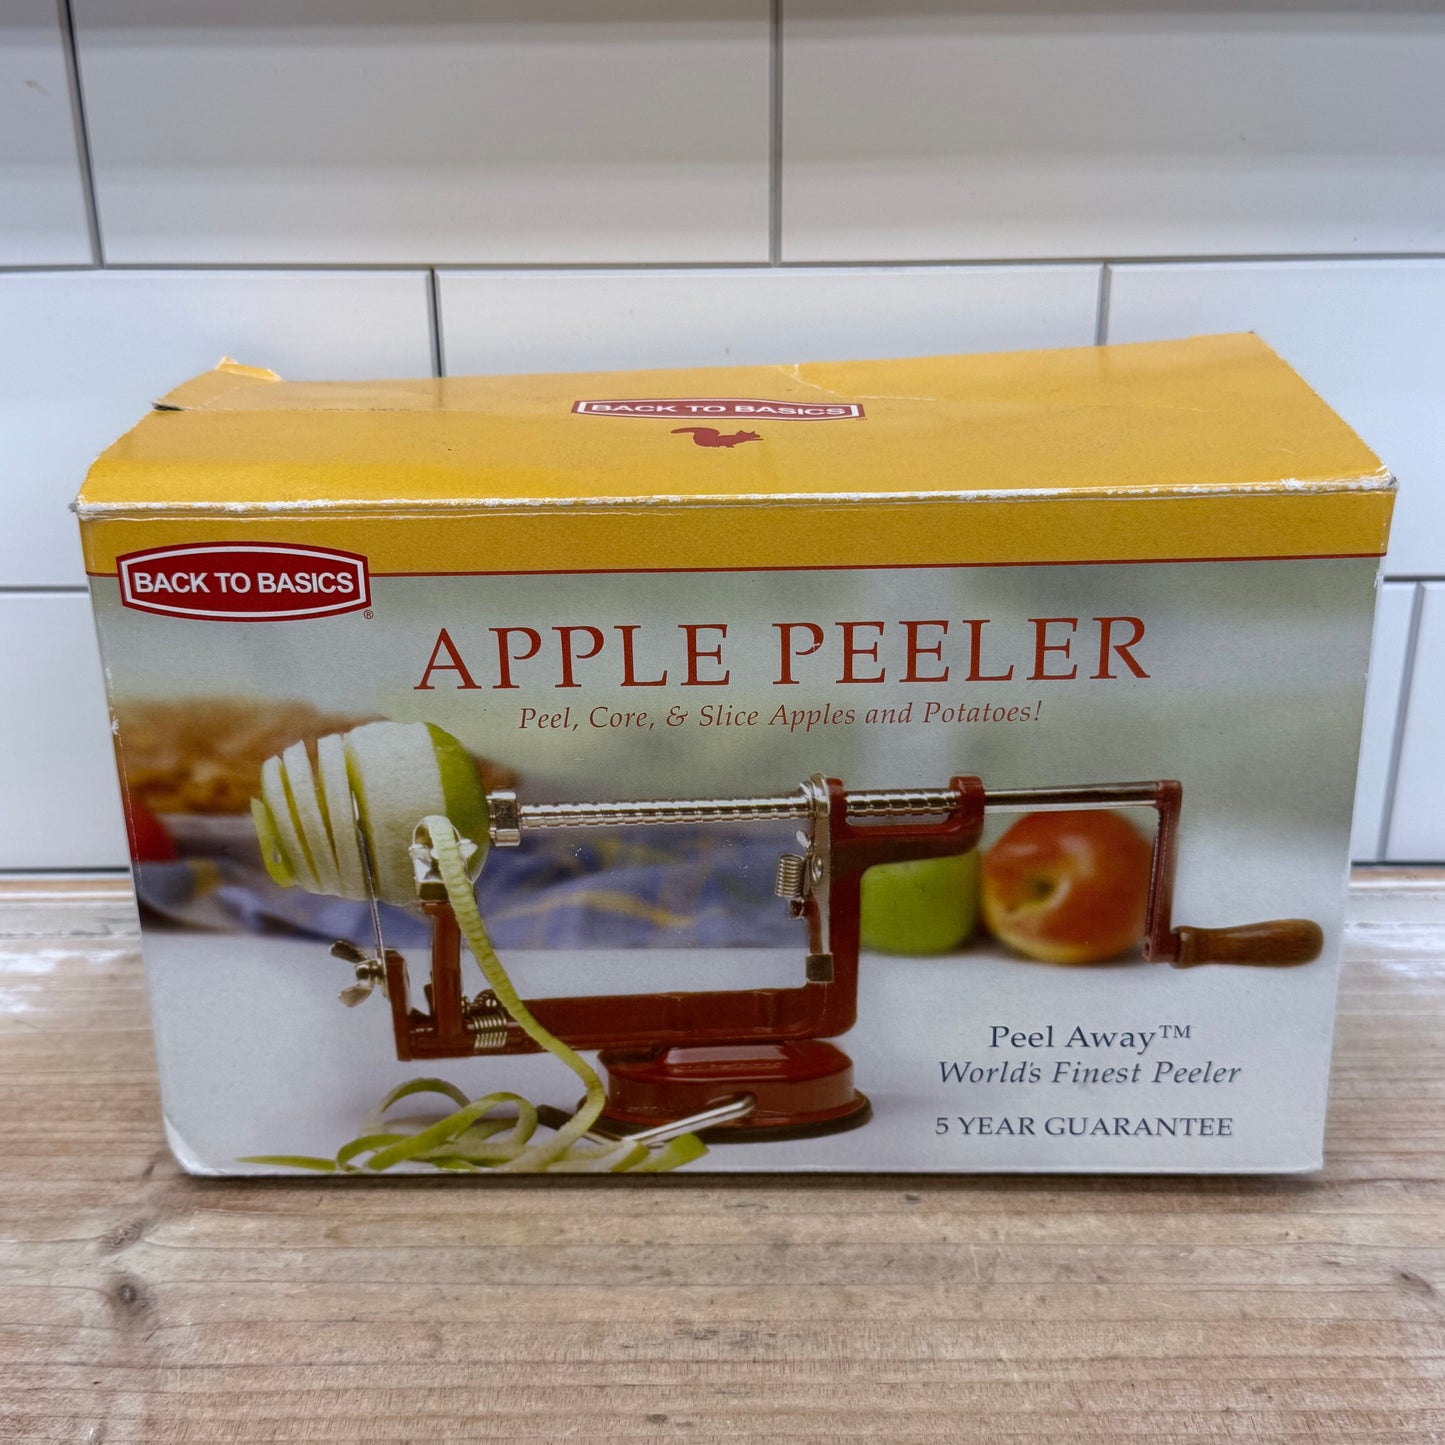 BACK TO BASICS
BACK TO BASICS ®
APPLE PEELER
Peel, Core, & Slice Apples and Potatoes!
Peel Away™
World's Finest Peeler
5 YEAR GUARANTEE